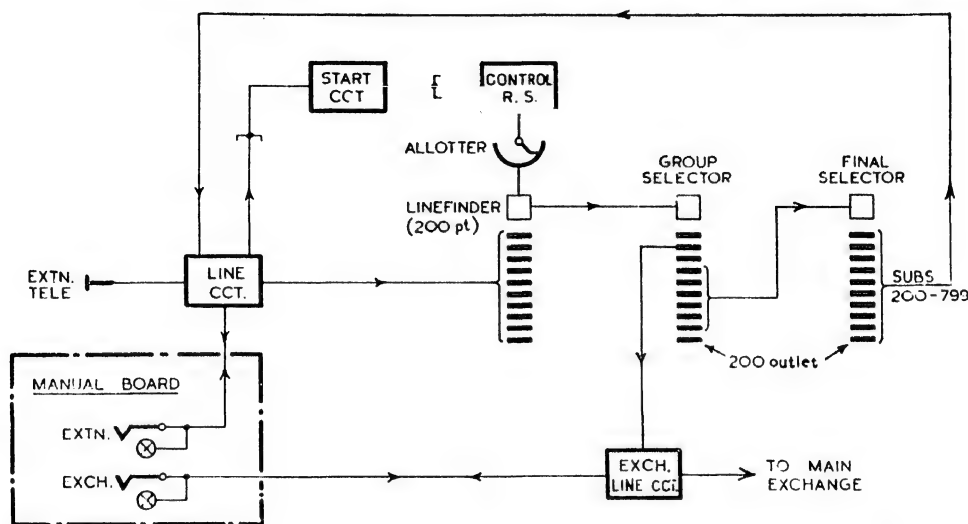 START
CCT.
CONTROL
R. S.
ALLOTTER
GROUP
SELECTOR
FINAL
SELECTOR
LINEFINDER
(200 pt)
EXTN.
TELE
LINE
CCT.
SUBS.
200-799
200 outlet
MANUAL BOARD
EXTN.
EXCH.
EXCH.
LINE CCT.
TO MAIN
EXCHANGE